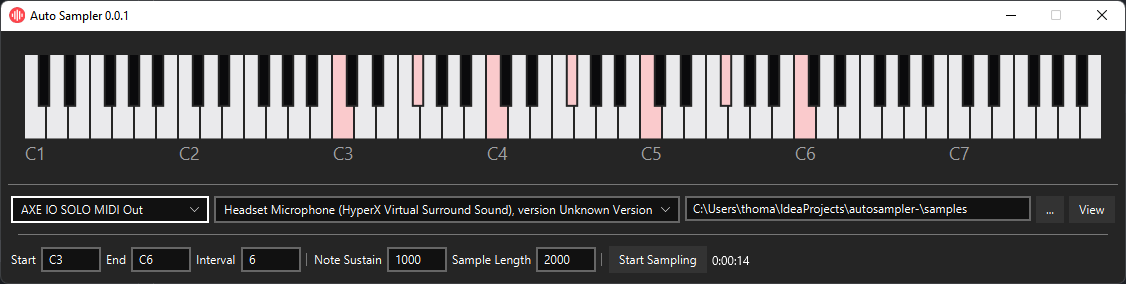 Auto Sampler 0.0.1
C1 C2 C3 C4 C5 C6 C7
AXE IO SOLO MIDI Out Headset Microphone (HyperX Virtual Surround Sound), version Unknown Version C:\Users\thoma\IdeaProjects\autosampler-\samples ... View
Start C3 End C6 Interval 6 Note Sustain 1000 Sample Length 2000 Start Sampling 0:00:14